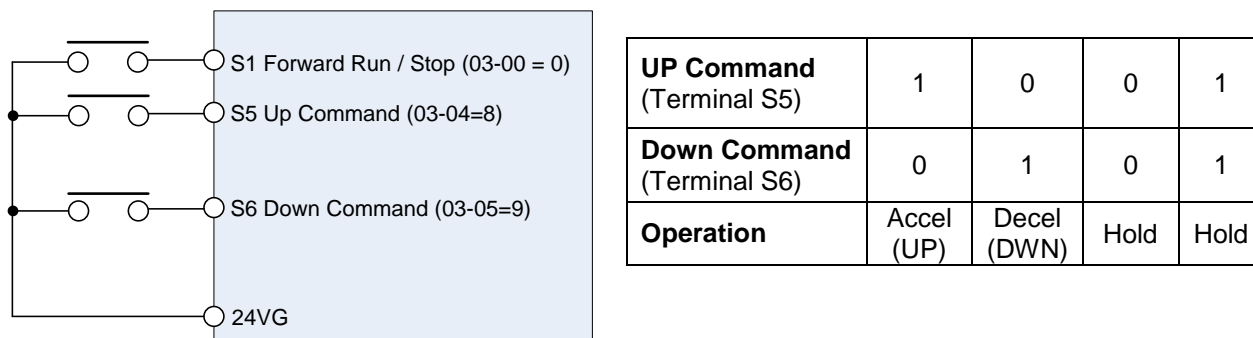 S1 Forward Run / Stop (03-00 = 0)
S5 Up Command (03-04=8)
S6 Down Command (03-05=9)
24VG
UP Command
(Terminal S5)
1 0 0 1
Down Command
(Terminal S6)
0 1 0 1
Operation
Accel
(UP)
Decel
(DWN)
Hold Hold